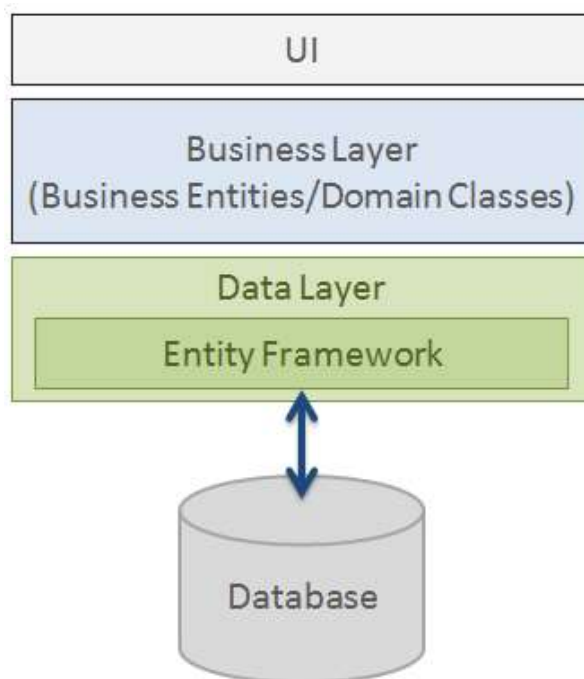 UI
Business Layer
(Business Entities/Domain Classes)
Data Layer
Entity Framework
Database